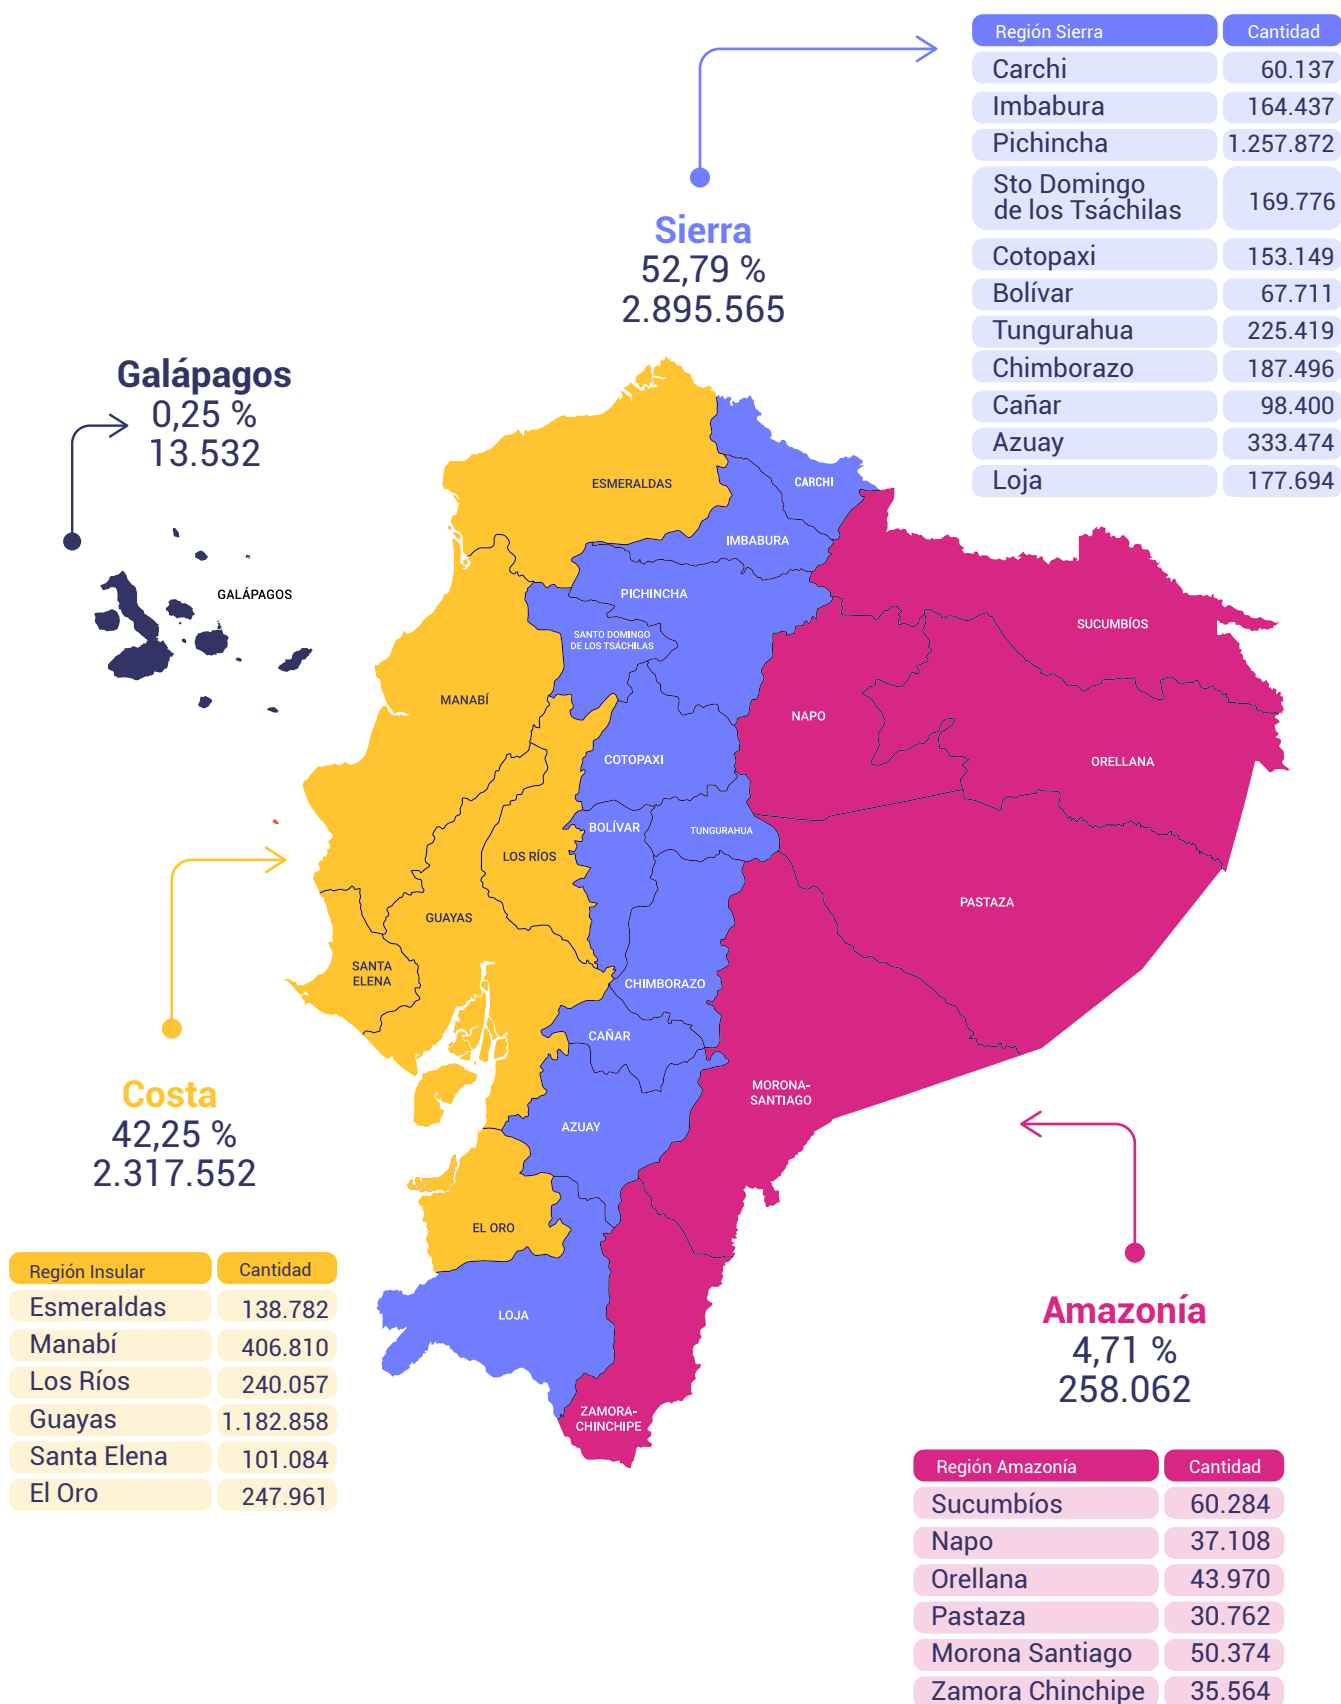 Región Sierra Cantidad
Carchi 60.137
Imbabura 164.437
Pichincha 1.257.872
Sto Domingo
de los Tsáchilas 169.776
Cotopaxi 153.149
Bolívar 67.711
Tungurahua 225.419
Chimborazo 187.496
Cañar 98.400
Azuay 333.474
Loja 177.694
Sierra
52,79 %
2.895.565
Galápagos
0,25 %
13.532
GALÁPAGOS
ESMERALDAS
CARCHI
IMBABURA
PICHINCHA
SANTO DOMINGO
DE LOS TSÁCHILAS
SUCUMBÍOS
MANABÍ
NAPO
COTOPAXI
ORELLANA
BOLÍVAR
TUNGURAHUA
LOS RÍOS
PASTAZA
GUAYAS
SANTA
ELENA
CHIMBORAZO
CAÑAR
MORONA-
SANTIAGO
AZUAY
EL ORO
LOJA
ZAMORA-
CHINCHIPE
Costa
42,25 %
2.317.552
Región Insular Cantidad
Esmeraldas 138.782
Manabí 406.810
Los Ríos 240.057
Guayas 1.182.858
Santa Elena 101.084
El Oro 247.961
Amazonía
4,71 %
258.062
Región Amazonía Cantidad
Sucumbíos 60.284
Napo 37.108
Orellana 43.970
Pastaza 30.762
Morona Santiago 50.374
Zamora Chinchipe 35.564